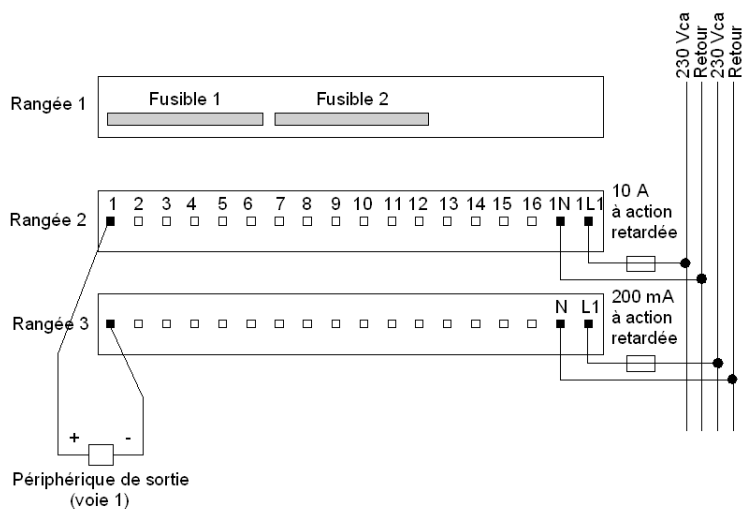 230 Vca
Retour
230 Vca
Retour
Rangée 1
Fusible 1 Fusible 2
Rangée 2
1 2 3 4 5 6 7 8 9 10 11 12 13 14 15 16 1N 1L1
10 A
à action
retardée
Rangée 3
N L1
200 mA
à action
retardée
+ -
Périphérique de sortie
(voie 1)